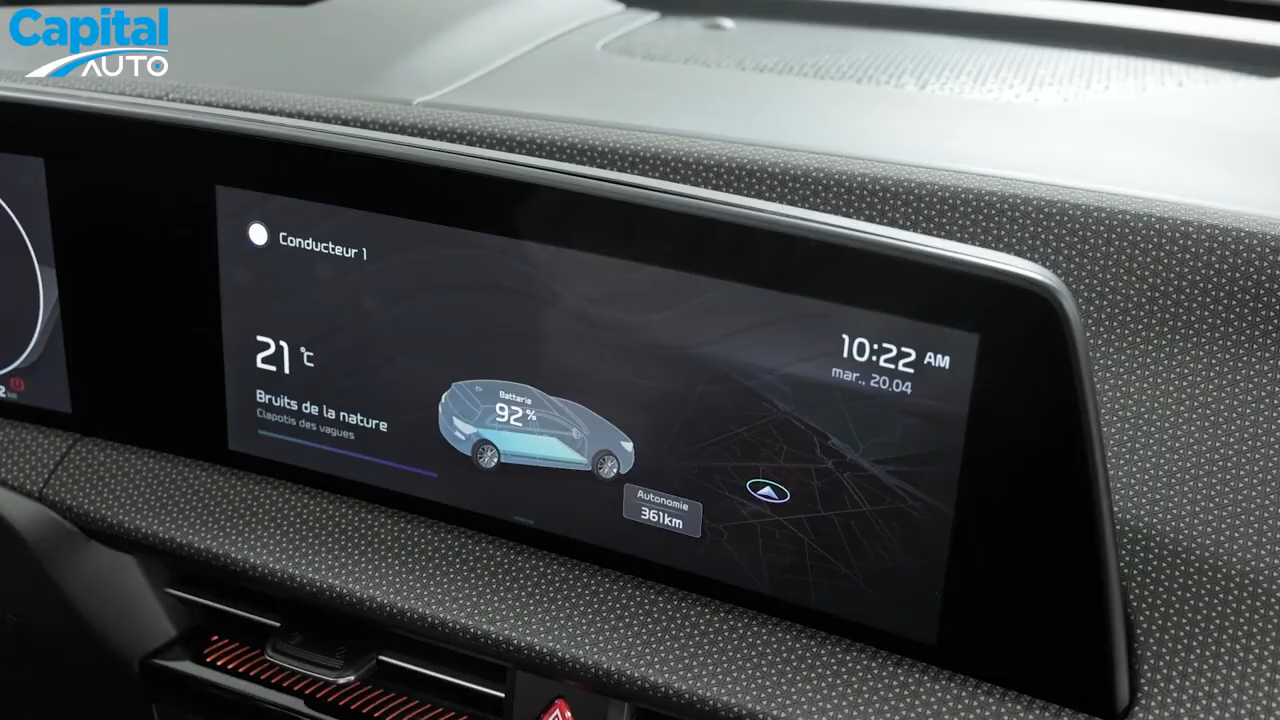 Capital
AUTO
Conducteur 1
21 °C
Bruits de la nature
Clapotis des vagues
Batterie
92 %
Autonomie
361km
10:22 AM
mar., 20.04